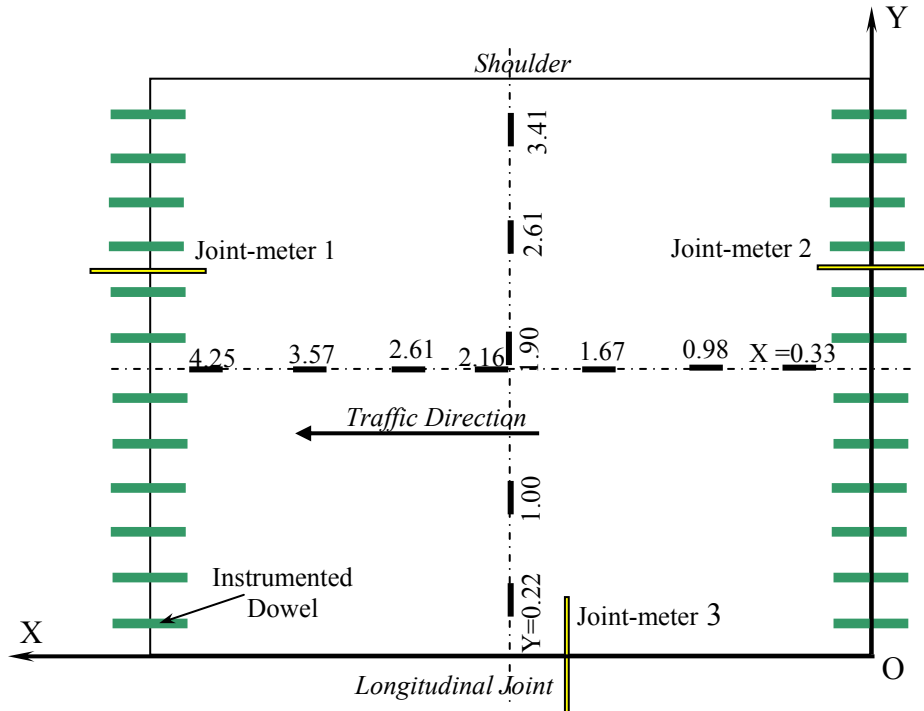 Y
Shoulder
3.41
2.61
Joint-meter 1
Joint-meter 2
1.90
4.25
3.57
2.61
2.16
1.67
0.98
X =0.33
Traffic Direction
1.00
Instrumented
Dowel
Y=0.22
Joint-meter 3
X
O
Longitudinal Joint